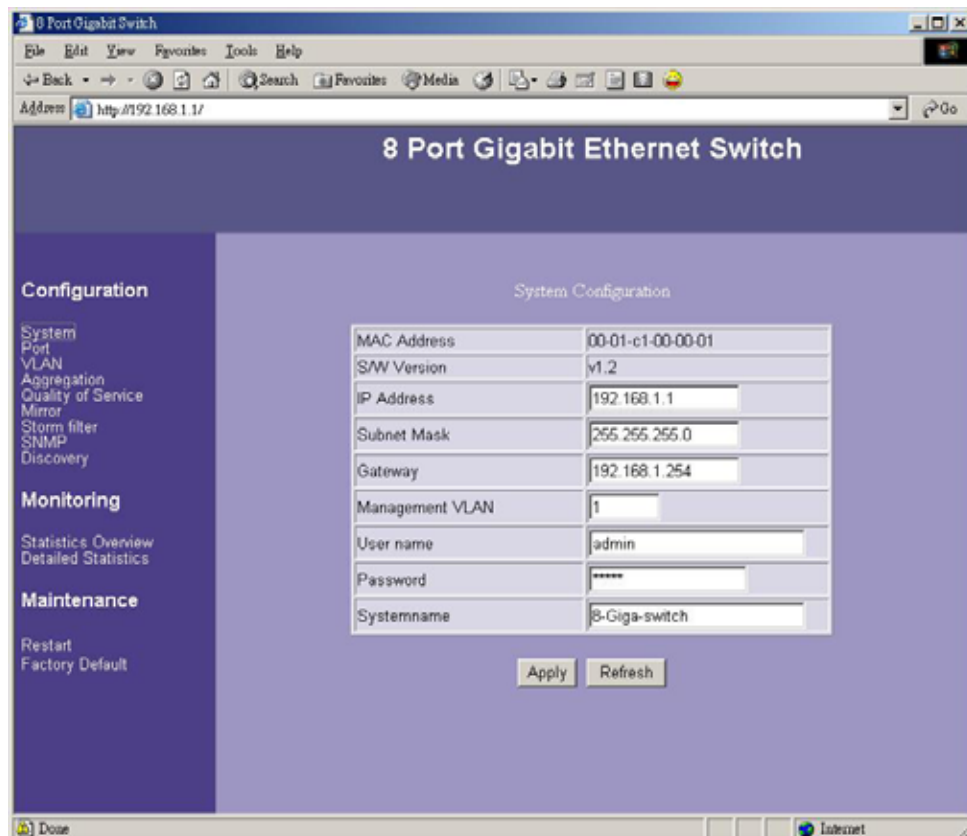 8 Port Gigabit Switch
File Edit View Favorites Tools Help
Back Search Favorites Media
Address http://192.168.1.1/ Go
8 Port Gigabit Ethernet Switch
Configuration
System
Port
VLAN
Aggregation
Quality of Service
Mirror
Storm filter
SNMP
Discovery
Monitoring
Statistics Overview
Detailed Statistics
Maintenance
Restart
Factory Default
System Configuration
MAC Address 00-01-c1-00-00-01
S/W Version v1.2
IP Address 192.168.1.1
Subnet Mask 255.255.255.0
Gateway 192.168.1.254
Management VLAN 1
User name admin
Password *****
Systemname 8-Giga-switch
Apply Refresh
Done Internet